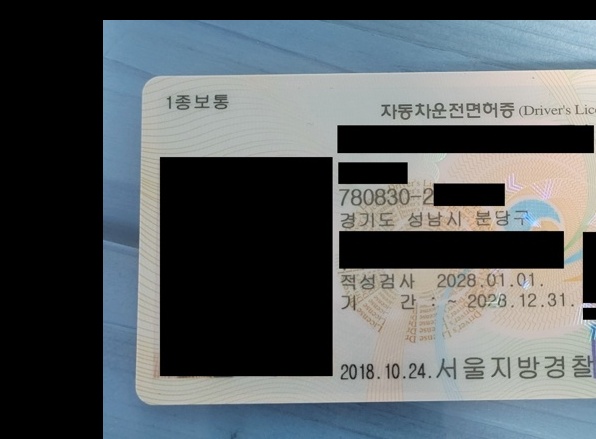 1종보통
자동차운전면허증 (Driver's Lice
780830-2
경기도 성남시 분당구
적성검사 2028.01.01.
기 간 : ~ 2028.12.31.
2018.10.24. 서울지방경찰